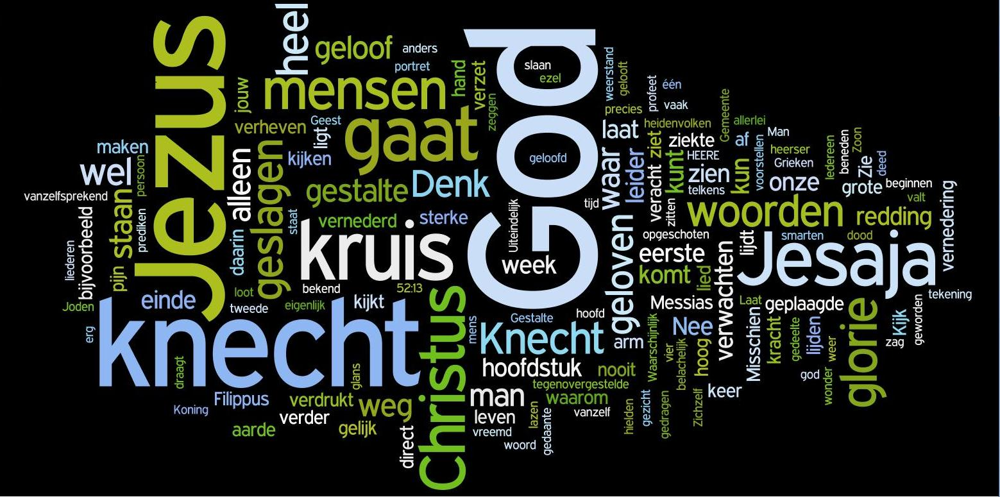 Jezus
heel
geloof
anders
portret
jouw
mensen
hand
verzet
zeggen
God
slaan
ezel
geloofd
weerstand
gelooft
profeet
één
vaak
precies
heidenvolken
Gemeente
allerlei
verheven
Geest
ligt
gaat
laat
ziet
ziekte
af
Man
heerser
Iedereen
beneden
Zoon
maken
wel
persoon
alleen
geslagen
kijken
waar
leider
veracht
kunt
HEERE
zien
telkens
kun
voorstellen
Grieken
onze
zie
deed
grote
beginnen
valt
vernedering
vanzelfsprekend
staan
gestalte
Denk
tijd
zitten
woorden
redding
bijvoorbeeld
prediken
daarin
staat
vernederd
sterke
Uiteindelijk
week
geloven
opgeschoten
eerste
komt
lied
verwachten
lijdt
smarten
dood
Jesaja
liederen
pijn
kruis
bekend
52:13
Joden
einde
loot
tweede
eigenlijk
kijkt
Christus
mens
Gestalte
hoofd
Messias
Laat
geplaagde
tekening
erg
knecht
draagt
glans
Knecht
arm
Waarschijnlijk
Nee
vier
belachelijk
hoog
Misschien
kracht
gedeelte
lijden
weer
wonder
god
glorie
Kijk
zag
geworden
hoofdstuk
nooit
tegenovergestelde
Koning
Filippus
verdrukt
verder
weg
man
waarom
vanzelf
keer
aarde
gelijk
direct
leven
vreemd
woord
lazen
gedaante
hielden
gezicht
gedragen
Zichzelf